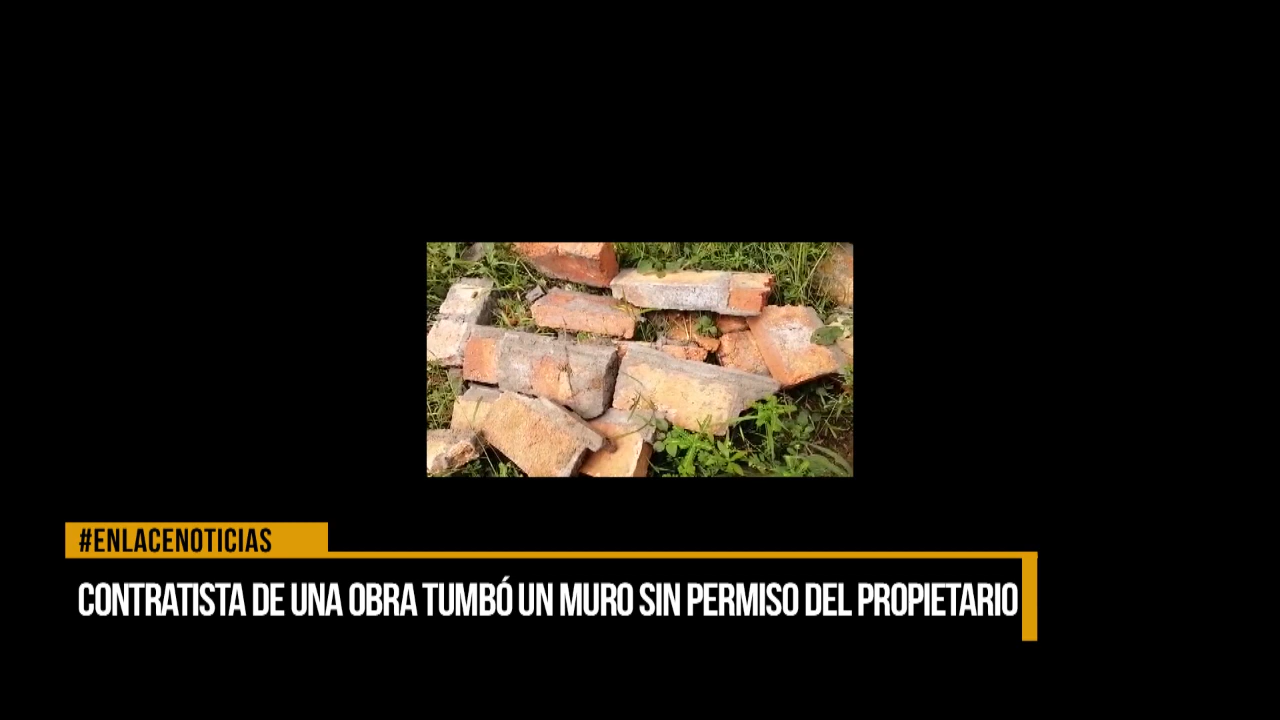 #ENLACENOTICIAS
CONTRATISTA DE UNA OBRA TUMBÓ UN MURO SIN PERMISO DEL PROPIETARIO